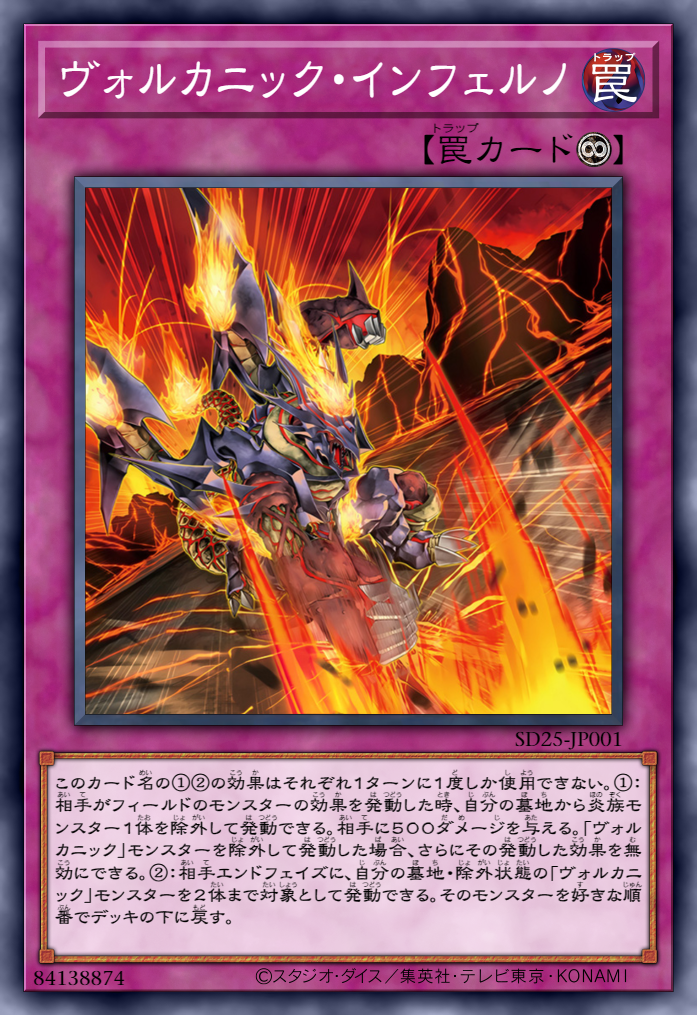 ヴォルカニック・インフェルノ
トラップ
罠
トラップ
【罠カード∞】
SD25-JP001
このカード名の①②の効果はそれぞれ1ターンに1度しか使用できない。①:
相手がフィールドのモンスターの効果を発動した時、自分の墓地から炎族モ
ンスター1体を除外して発動できる。相手に500ダメージを与える。「ヴォル
カニック」モンスターを除外して発動した場合、さらにその発動した効果を無
効にできる。②:相手エンドフェイズに、自分の墓地・除外状態の「ヴォルカニ
ック」モンスターを2体まで対象として発動できる。そのモンスターを好きな順
番でデッキの下に戻す。
84138874
©スタジオ・ダイス/集英社・テレビ東京・KONAMI